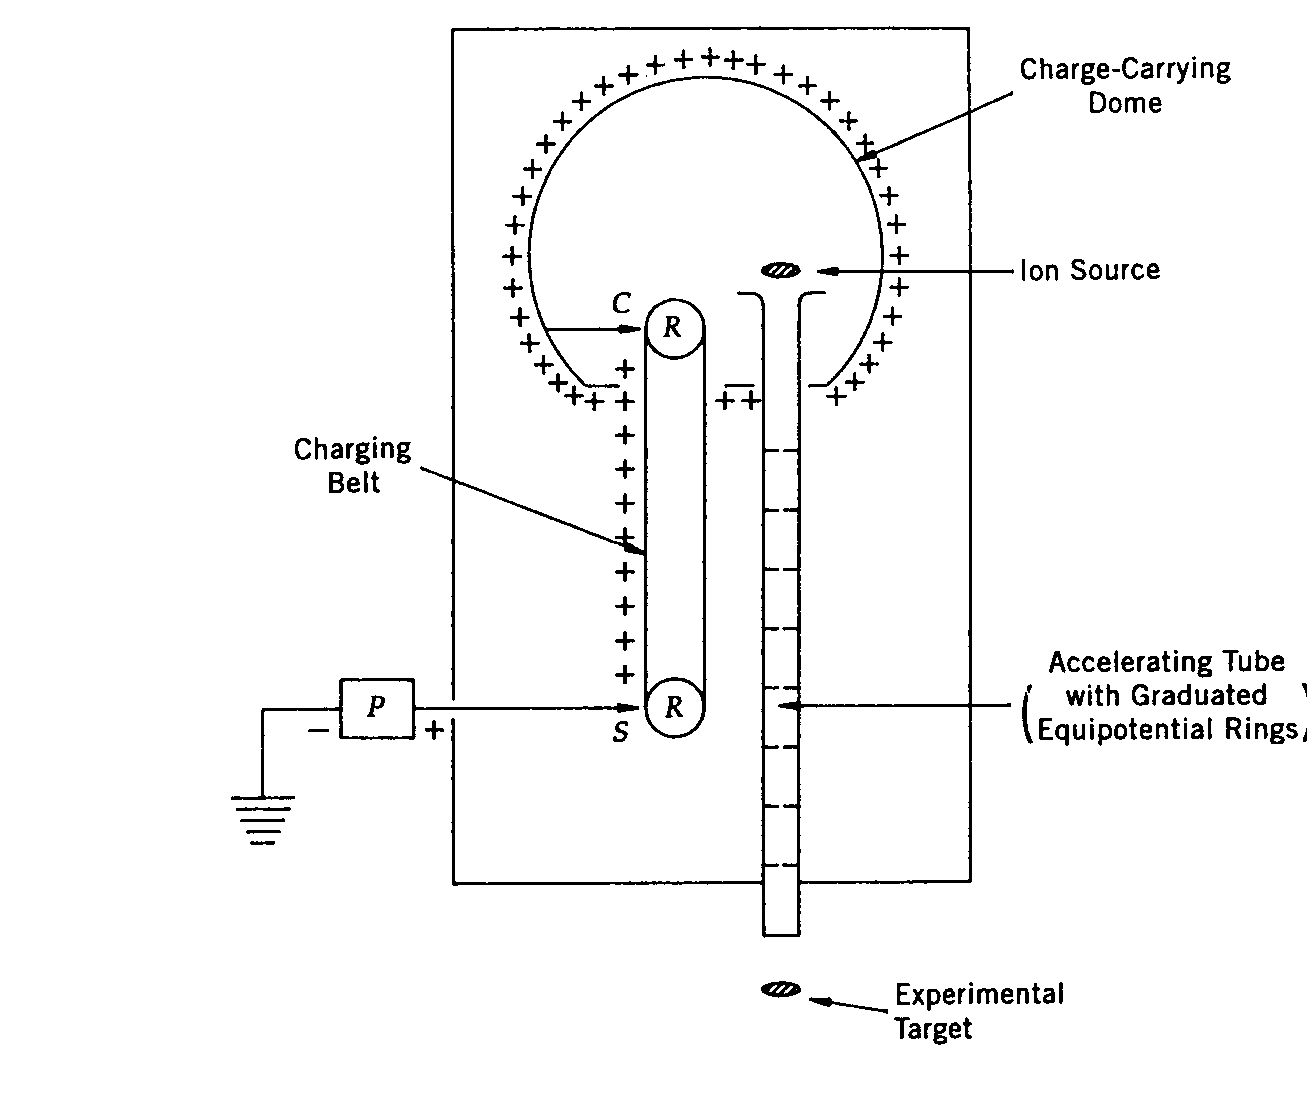 Charge-Carrying
Dome
Ion Source
C
R
Charging
Belt
Accelerating Tube
with Graduated
(Equipotential Rings)
P
R
S
Experimental
Target